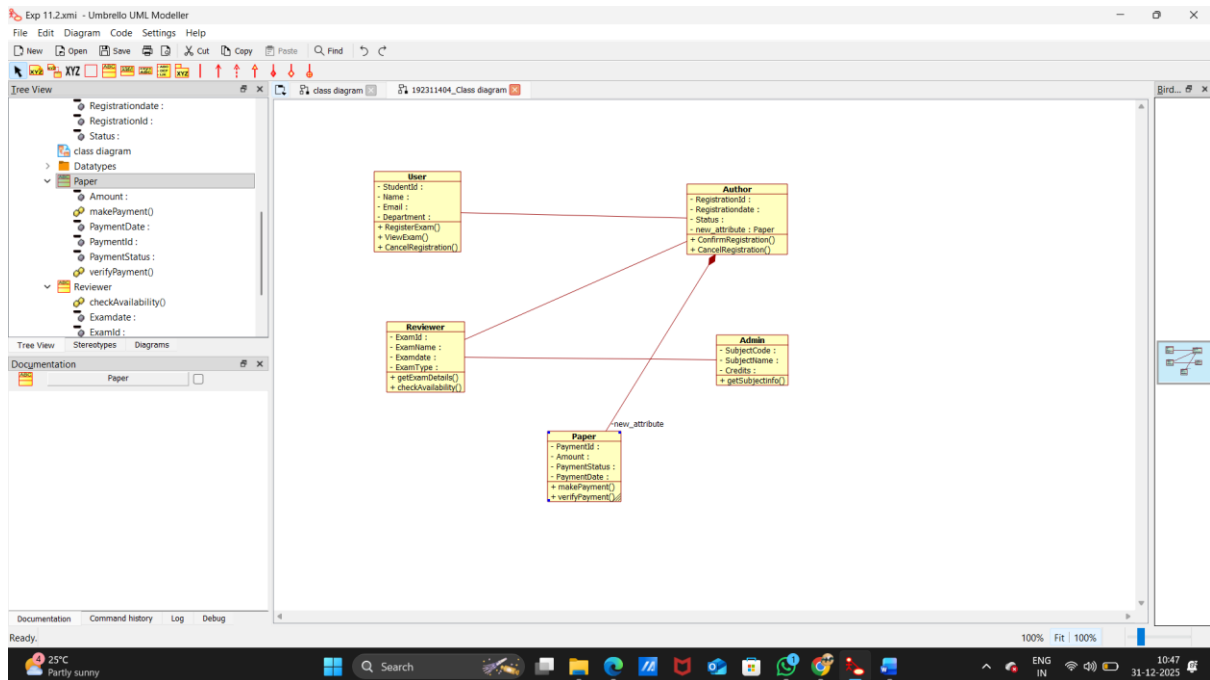 Exp 11.2.xmi - Umbrello UML Modeller
File Edit Diagram Code Settings Help
New Open Save Cut Copy Paste Find
XYZ
Tree View
Registrationdate :
RegistrationId :
Status :
class diagram
Datatypes
Paper
Amount :
makePayment()
PaymentDate :
PaymentId :
PaymentStatus :
verifyPayment()
Reviewer
checkAvailability()
Examdate :
ExamId :
Tree View Stereotypes Diagrams
Documentation
Paper
Documentation Command history Log Debug
class diagram 192311404_Class diagram
User
- StudentId :
- Name :
- Email :
- Department :
+ RegisterExam()
+ ViewExam()
+ CancelRegistration()
Author
- RegistrationId :
- Registrationdate :
- Status :
- new_attribute : Paper
+ ConfirmRegistration()
+ CancelRegistration()
Reviewer
- ExamId :
- ExamName :
- Examdate :
- ExamType :
+ getExamDetails()
+ checkAvailability()
Admin
- SubjectCode :
- SubjectName :
- Credits :
+ getSubjectinfo()
-new_attribute
Paper
- PaymentId :
- Amount :
- PaymentStatus :
- PaymentDate :
+ makePayment()
+ verifyPayment()
Bird...
Ready.
100% Fit 100%
4
25°C
Partly sunny
Search
1
ENG
IN
10:47
31-12-2025